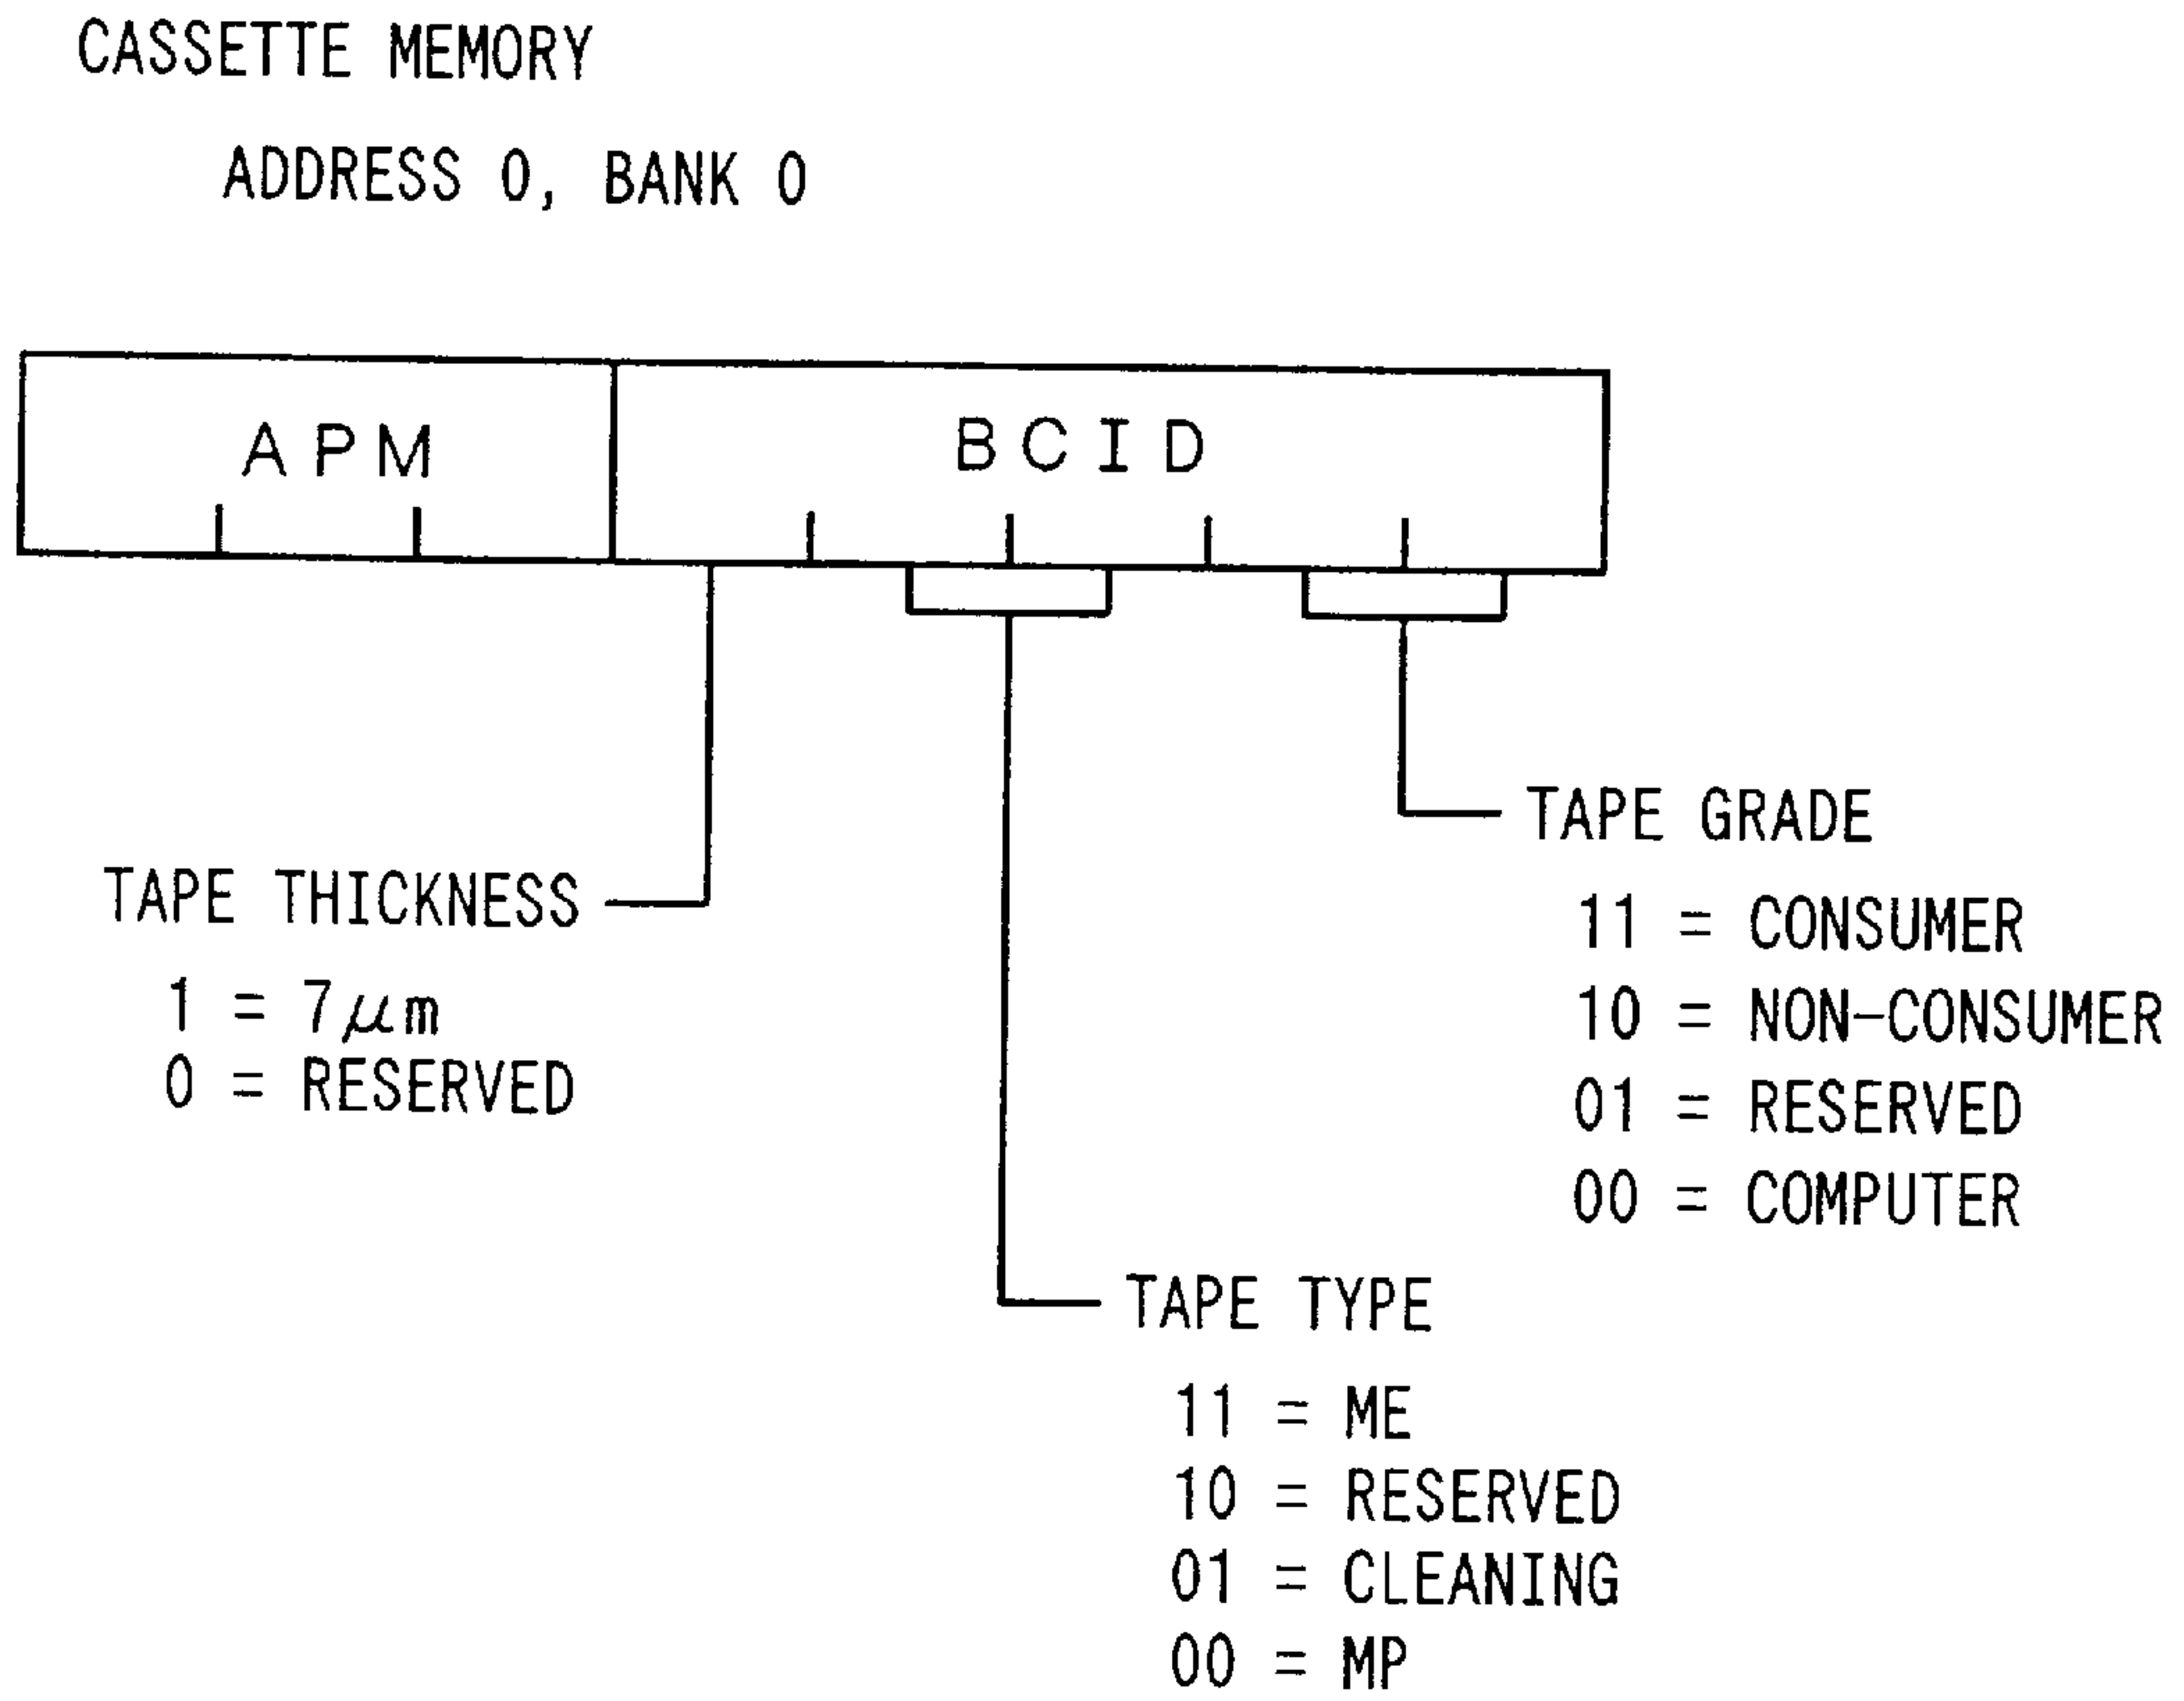 CASSETTE MEMORY
ADDRESS 0, BANK 0
APM
BCID
TAPE THICKNESS
1 = 7μm
0 = RESERVED
TAPE GRADE
11 = CONSUMER
10 = NON-CONSUMER
01 = RESERVED
00 = COMPUTER
TAPE TYPE
11 = ME
10 = RESERVED
01 = CLEANING
00 = MP